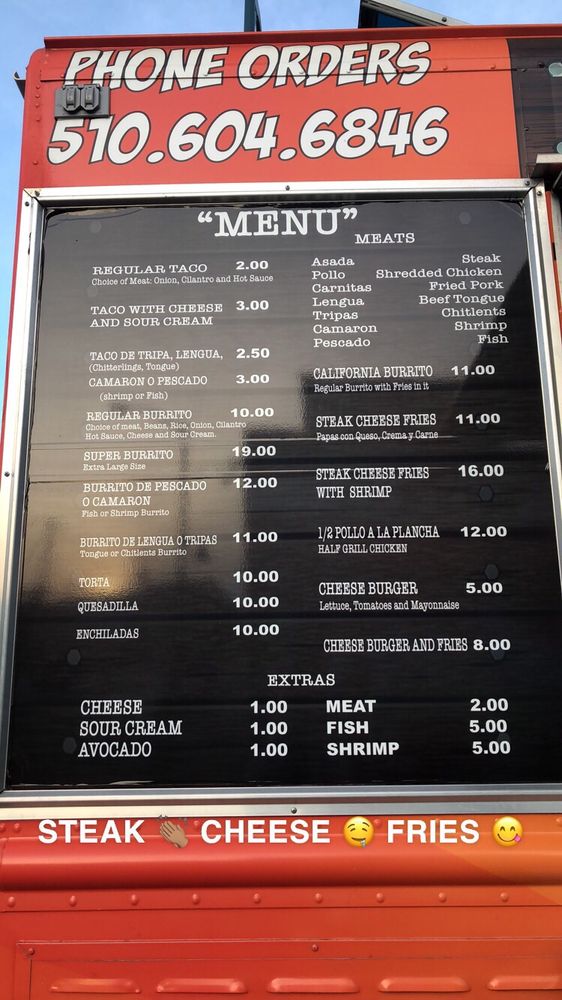 PHONE ORDERS
510.604.6846
"MENU"
REGULAR TACO 2.00
Choice of Meat: Onion, Cilantro and Hot Sauce
TACO WITH CHEESE 3.00
AND SOUR CREAM
TACO DE TRIPA, LENGUA, 2.50
(Chitterlings, Tongue)
CAMARON O PESCADO 3.00
(shrimp or Fish)
REGULAR BURRITO 10.00
Choice of meat, Beans, Rice, Onion, Cilantro
Hot Sauce, Cheese and Sour Cream.
SUPER BURRITO 19.00
Extra Large Size
BURRITO DE PESCADO 12.00
O CAMARON
Fish or Shrimp Burrito
BURRITO DE LENGUA O TRIPAS 11.00
Tongue or Chitlents Burrito
TORTA 10.00
QUESADILLA 10.00
ENCHILADAS 10.00
MEATS
Asada Steak
Pollo Shredded Chicken
Carnitas Fried Pork
Lengua Beef Tongue
Tripas Chitlents
Camaron Shrimp
Pescado Fish
CALIFORNIA BURRITO 11.00
Regular Burrito with Fries in it
STEAK CHEESE FRIES 11.00
Papas con Queso, Crema y Carne
STEAK CHEESE FRIES 16.00
WITH SHRIMP
1/2 POLLO A LA PLANCHA 12.00
HALF GRILL CHICKEN
CHEESE BURGER 5.00
Lettuce, Tomatoes and Mayonnaise
CHEESE BURGER AND FRIES 8.00
EXTRAS
CHEESE 1.00 MEAT 2.00
SOUR CREAM 1.00 FISH 5.00
AVOCADO 1.00 SHRIMP 5.00
STEAK 👏🏽 CHEESE 🤤 FRIES 😋